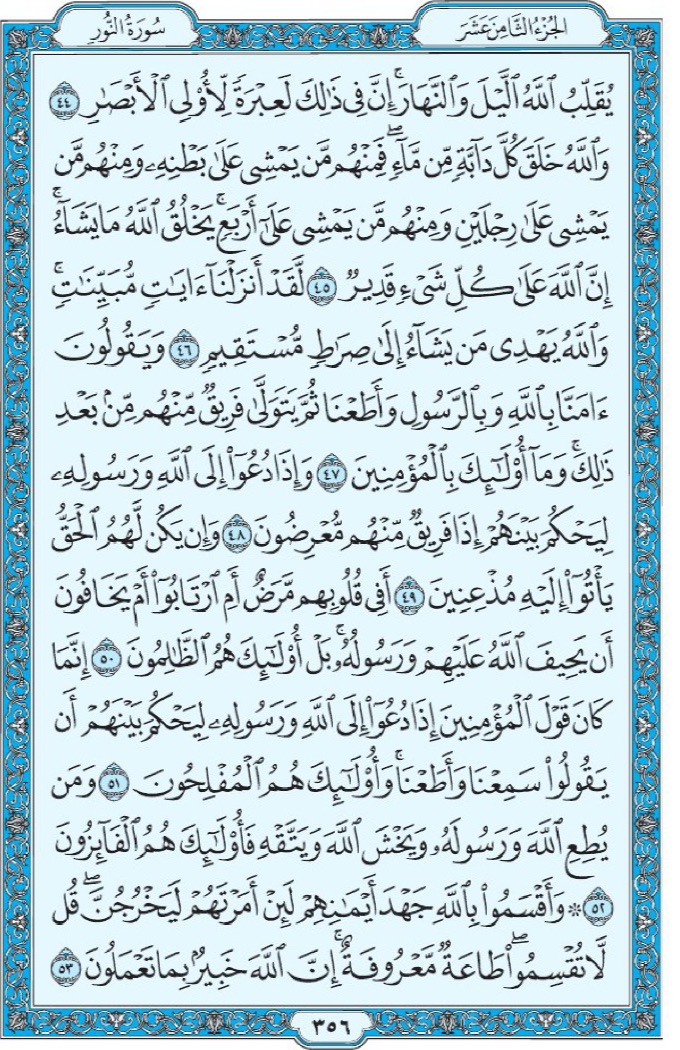 الجُزْءُ الثَّامِنَ عَشَرَ
سُورَةُ النُّورِ
يُقَلِّبُ ٱللَّهُ ٱلَّيۡلَ وَٱلنَّهَارَۚ إِنَّ فِي ذَٰلِكَ لَعِبۡرَةٗ لِّأُوْلِي ٱلۡأَبۡصَٰرِ ٤٤
وَٱللَّهُ خَلَقَ كُلَّ دَآبَّةٖ مِّن مَّآءٖۖ فَمِنۡهُم مَّن يَمۡشِي عَلَىٰ بَطۡنِهِۦ وَمِنۡهُم مَّن
يَمۡشِي عَلَىٰ رِجۡلَيۡنِ وَمِنۡهُم مَّن يَمۡشِي عَلَىٰٓ أَرۡبَعٖۚ يَخۡلُقُ ٱللَّهُ مَا يَشَآءُۚ
إِنَّ ٱللَّهَ عَلَىٰ كُلِّ شَيۡءٖ قَدِيرٞ ٤٥ لَّقَدۡ أَنزَلۡنَآ ءَايَٰتٖ مُّبَيِّنَٰتٖۚ
وَٱللَّهُ يَهۡدِي مَن يَشَآءُ إِلَىٰ صِرَٰطٖ مُّسۡتَقِيمٖ ٤٦ وَيَقُولُونَ
ءَامَنَّا بِٱللَّهِ وَبِٱلرَّسُولِ وَأَطَعۡنَا ثُمَّ يَتَوَلَّىٰ فَرِيقٞ مِّنۡهُم مِّنۢ بَعۡدِ
ذَٰلِكَۚ وَمَآ أُوْلَٰٓئِكَ بِٱلۡمُؤۡمِنِينَ ٤٧ وَإِذَا دُعُوٓاْ إِلَى ٱللَّهِ وَرَسُولِهِۦ
لِيَحۡكُمَ بَيۡنَهُمۡ إِذَا فَرِيقٞ مِّنۡهُم مُّعۡرِضُونَ ٤٨ وَإِن يَكُن لَّهُمُ ٱلۡحَقُّ
يَأۡتُوٓاْ إِلَيۡهِ مُذۡعِنِينَ ٤٩ أَفِي قُلُوبِهِم مَّرَضٌ أَمِ ٱرۡتَابُوٓاْ أَمۡ يَخَافُونَ
أَن يَحِيفَ ٱللَّهُ عَلَيۡهِمۡ وَرَسُولُهُۥۚ بَلۡ أُوْلَٰٓئِكَ هُمُ ٱلظَّٰلِمُونَ ٥٠ إِنَّمَا
كَانَ قَوۡلَ ٱلۡمُؤۡمِنِينَ إِذَا دُعُوٓاْ إِلَى ٱللَّهِ وَرَسُولِهِۦ لِيَحۡكُمَ بَيۡنَهُمۡ أَن
يَقُولُواْ سَمِعۡنَا وَأَطَعۡنَاۚ وَأُوْلَٰٓئِكَ هُمُ ٱلۡمُفۡلِحُونَ ٥١ وَمَن
يُطِعِ ٱللَّهَ وَرَسُولَهُۥ وَيَخۡشَ ٱللَّهَ وَيَتَّقۡهِ فَأُوْلَٰٓئِكَ هُمُ ٱلۡفَآئِزُونَ
٥٢ ۞ وَأَقۡسَمُواْ بِٱللَّهِ جَهۡدَ أَيۡمَٰنِهِمۡ لَئِنۡ أَمَرۡتَهُمۡ لَيَخۡرُجُنَّۖ قُل
لَّا تُقۡسِمُواْۖ طَاعَةٞ مَّعۡرُوفَةٌۚ إِنَّ ٱللَّهَ خَبِيرُۢ بِمَا تَعۡمَلُونَ ٥٣
٣٥٦